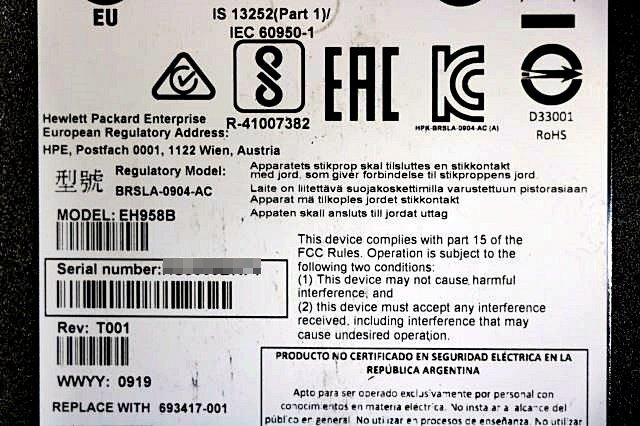 EU
IS 13252(Part 1)/
IEC 60950-1
R-41007382
EAC
HPK-BRSLA-0904-AC (A)
D33001
RoHS
Hewlett Packard Enterprise
European Regulatory Address:
HPE, Postfach 0001, 1122 Wien, Austria
型號
Regulatory Model:
BRSLA-0904-AC
Apparatets stikprop skal tilsluttes en stikkontakt
med jord, som giver forbindelse til stikproppens jord.
Laite on liitettävä suojakoskettimilla varustettuun pistorasiaan
Apparat må tilkoples jordet stikkontakt
Apparaten skall ansluts till jordat uttag
MODEL: EH958B
Serial number:
Rev: T001
WWYY: 0919
REPLACE WITH 693417-001
This device complies with part 15 of the
FCC Rules. Operation is subject to the
following two conditions:
(1) This device may not cause harmful
interference, and
(2) this device must accept any interference
received, including interference that may
cause undesired operation.
PRODUCTO NO CERTIFICADO EN SEGURIDAD ELÉCTRICA EN LA
REPÚBLICA ARGENTINA
Apto para ser operado exclusivamente por personal con
conocimientos en materia eléctrica. No instalar al alcance del
público en general. No utilizar en procesos de enseñanza. No utilizar